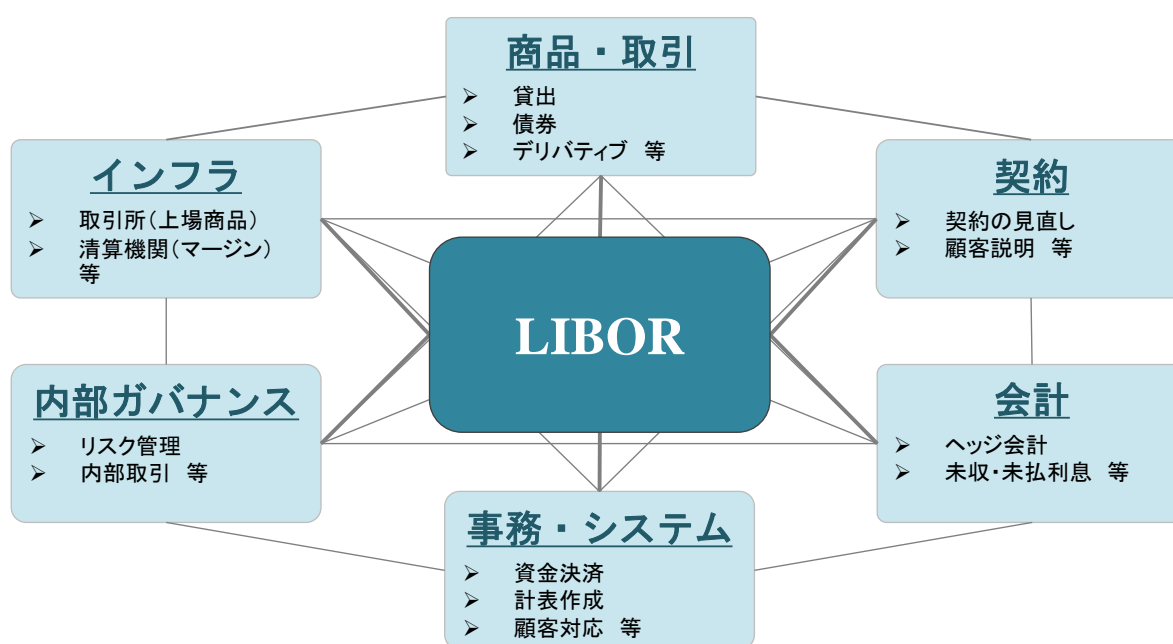 商品・取引
➢ 貸出
➢ 債券
➢ デリバティブ 等
インフラ
➢ 取引所(上場商品)
➢ 清算機関(マージン)
等
契約
➢ 契約の見直し
➢ 顧客説明 等
LIBOR
内部ガバナンス
➢ リスク管理
➢ 内部取引 等
会計
➢ ヘッジ会計
➢ 未収・未払利息 等
事務・システム
➢ 資金決済
➢ 計表作成
➢ 顧客対応 等